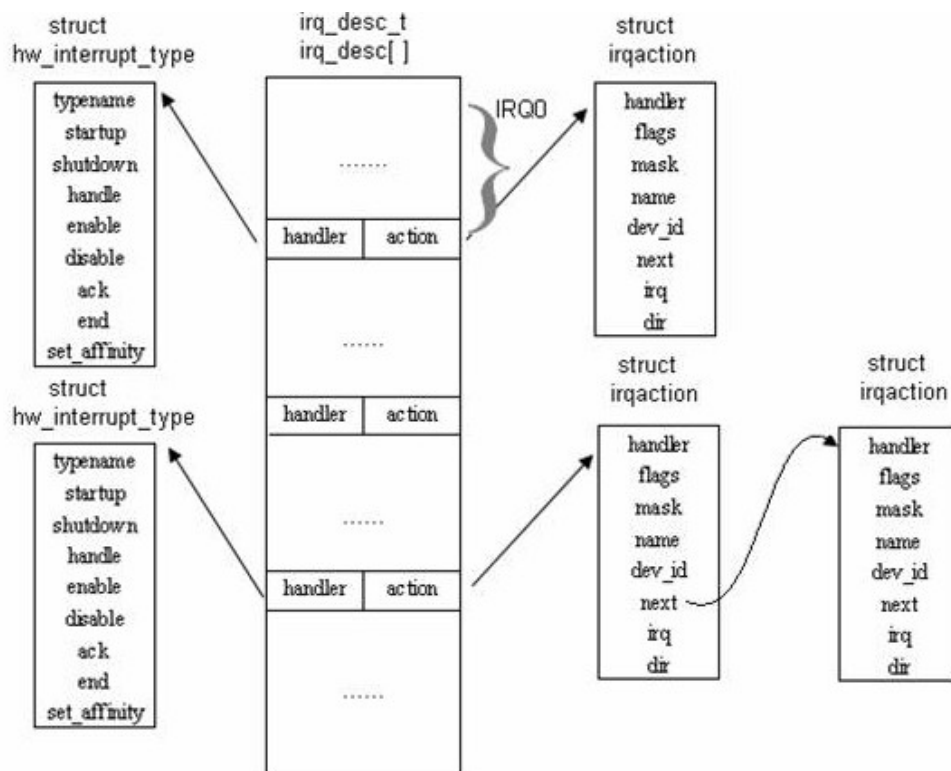 struct
hw_interrupt_type
typename
startup
shutdown
handle
enable
disable
ack
end
set_affinity
struct
hw_interrupt_type
typename
startup
shutdown
handle
enable
disable
ack
end
set_affinity
irq_desc_t
irq_desc[ ]
IRQ0
......
handler action
......
handler action
......
handler action
......
struct
irqaction
handler
flags
mask
name
dev_id
next
irq
dir
struct
irqaction
handler
flags
mask
name
dev_id
next
irq
dir
struct
irqaction
handler
flags
mask
name
dev_id
next
irq
dir